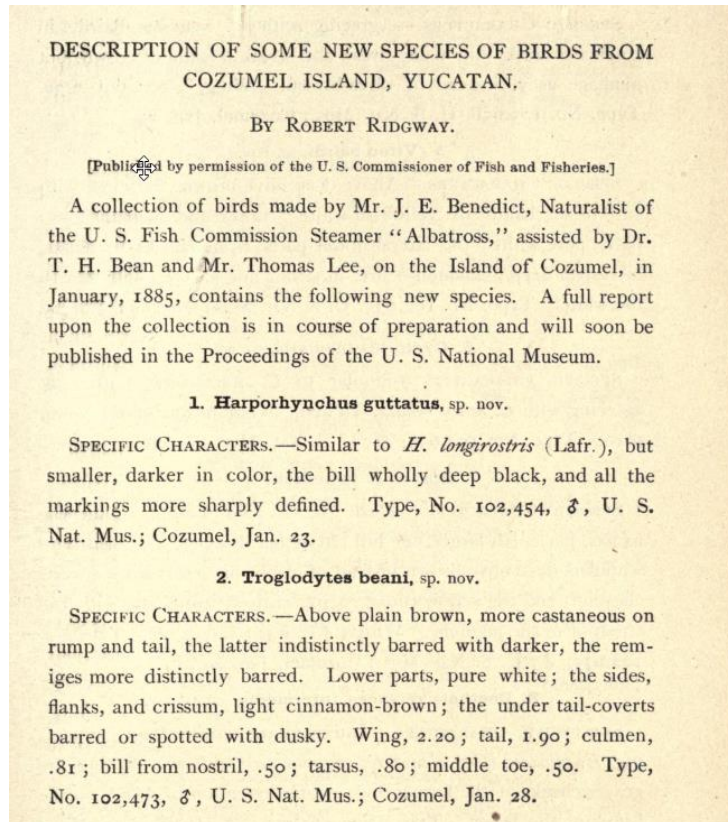 DESCRIPTION OF SOME NEW SPECIES OF BIRDS FROM
COZUMEL ISLAND, YUCATAN.
By Robert Ridgway.
[Published by permission of the U. S. Commissioner of Fish and Fisheries.]
A collection of birds made by Mr. J. E. Benedict, Naturalist of
the U. S. Fish Commission Steamer “Albatross,” assisted by Dr.
T. H. Bean and Mr. Thomas Lee, on the Island of Cozumel, in
January, 1885, contains the following new species. A full report
upon the collection is in course of preparation and will soon be
published in the Proceedings of the U. S. National Museum.
1. Harporhynchus guttatus, sp. nov.
Specific Characters.—Similar to H. longirostris (Lafr.), but
smaller, darker in color, the bill wholly deep black, and all the
markings more sharply defined. Type, No. 102,454, ♂, U. S.
Nat. Mus.; Cozumel, Jan. 23.
2. Troglodytes beani, sp. nov.
Specific Characters.—Above plain brown, more castaneous on
rump and tail, the latter indistinctly barred with darker, the rem-
iges more distinctly barred. Lower parts, pure white; the sides,
flanks, and crissum, light cinnamon-brown; the under tail-coverts
barred or spotted with dusky. Wing, 2.20; tail, 1.90; culmen,
.81; bill from nostril, .50; tarsus, .80; middle toe, .50. Type,
No. 102,473, ♂, U. S. Nat. Mus.; Cozumel, Jan. 28.